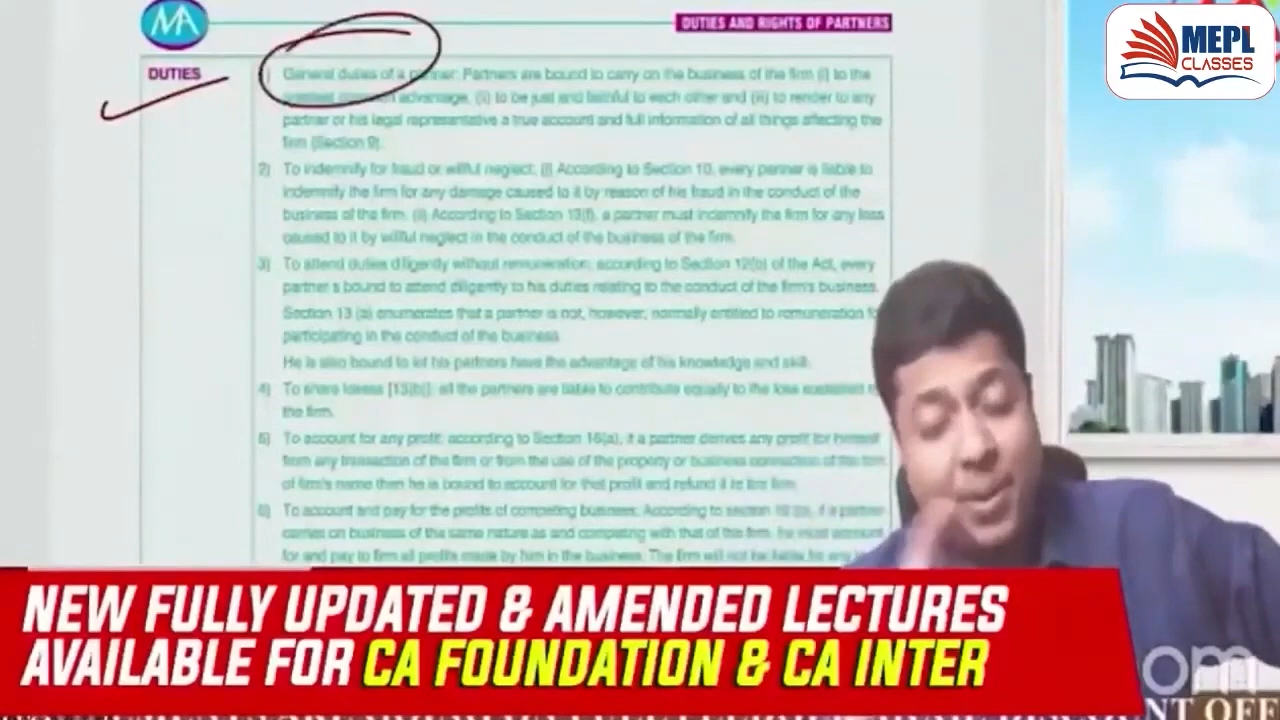 MA
DUTIES AND RIGHTS OF PARTNERS
MEPL
CLASSES
DUTIES
1) General duties of a partner: Partners are bound to carry on the business of the firm (i) to the
greatest common advantage, (ii) to be just and faithful to each other and (iii) to render to any
partner or his legal representative a true account and full information of all things affecting the
firm (Section 9).
2) To indemnify for fraud or willful neglect: (i) According to Section 10, every partner is liable to
indemnify the firm for any damage caused to it by reason of his fraud in the conduct of the
business of the firm. (ii) According to Section 13(f), a partner must indemnify the firm for any loss
caused to it by willful neglect in the conduct of the business of the firm.
3) To attend duties diligently without remuneration: according to Section 12(b) of the Act, every
partner is bound to attend diligently to his duties relating to the conduct of the firm's business.
Section 13 (a) enumerates that a partner is not, however, normally entitled to remuneration
participating in the conduct of the business.
He is also bound to let his partners have the advantage of his knowledge and skill.
4) To share losses [13(b)]: all the partners are liable to contribute equally to the loss sustained
the firm.
5) To account for any profit: according to Section 16(a), if a partner derives any profit for himself
from any transaction of the firm or from the use of the property or business connection of the firm
of firm's name then he is bound to account for that profit and refund it to the firm.
6) To account and pay for the profits of competing business: According to section 16 (b), if a partner
carries on business of the same nature as and competing with that of the firm, he must account
for and pay to firm all profits made by him in the business. The firm will not be liable for any
NEW FULLY UPDATED & AMENDED LECTURES
AVAILABLE FOR CA FOUNDATION & CA INTER
om
NT OFF